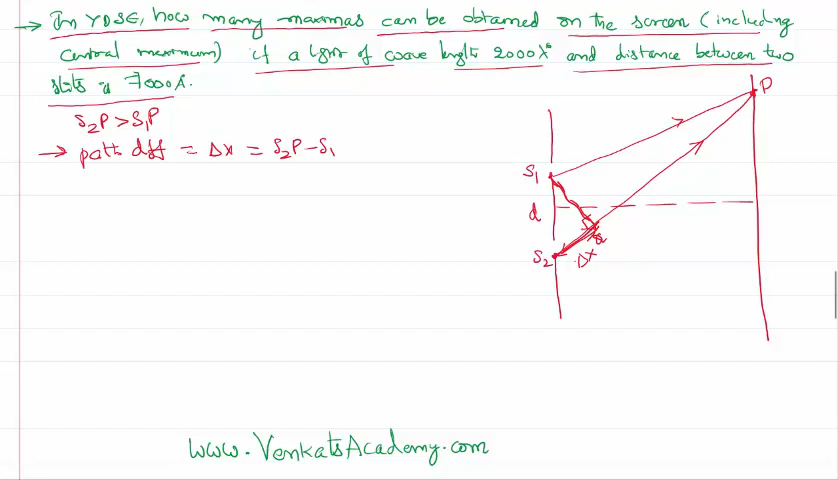 → In YDSE, how many maximas can be obtained on the screen (including
central maximum) if a light of wave length 2000Å and distance between two
slits is 7000Å.
S₂P > S₁P
→ path diff = Δx = S₂P – S₁
P
S₁
d
S₂
Δx
www.VenkatsAcademy.com